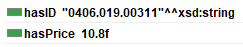 hasID "0406.019.00311"^^xsd:string
hasPrice 10.8f